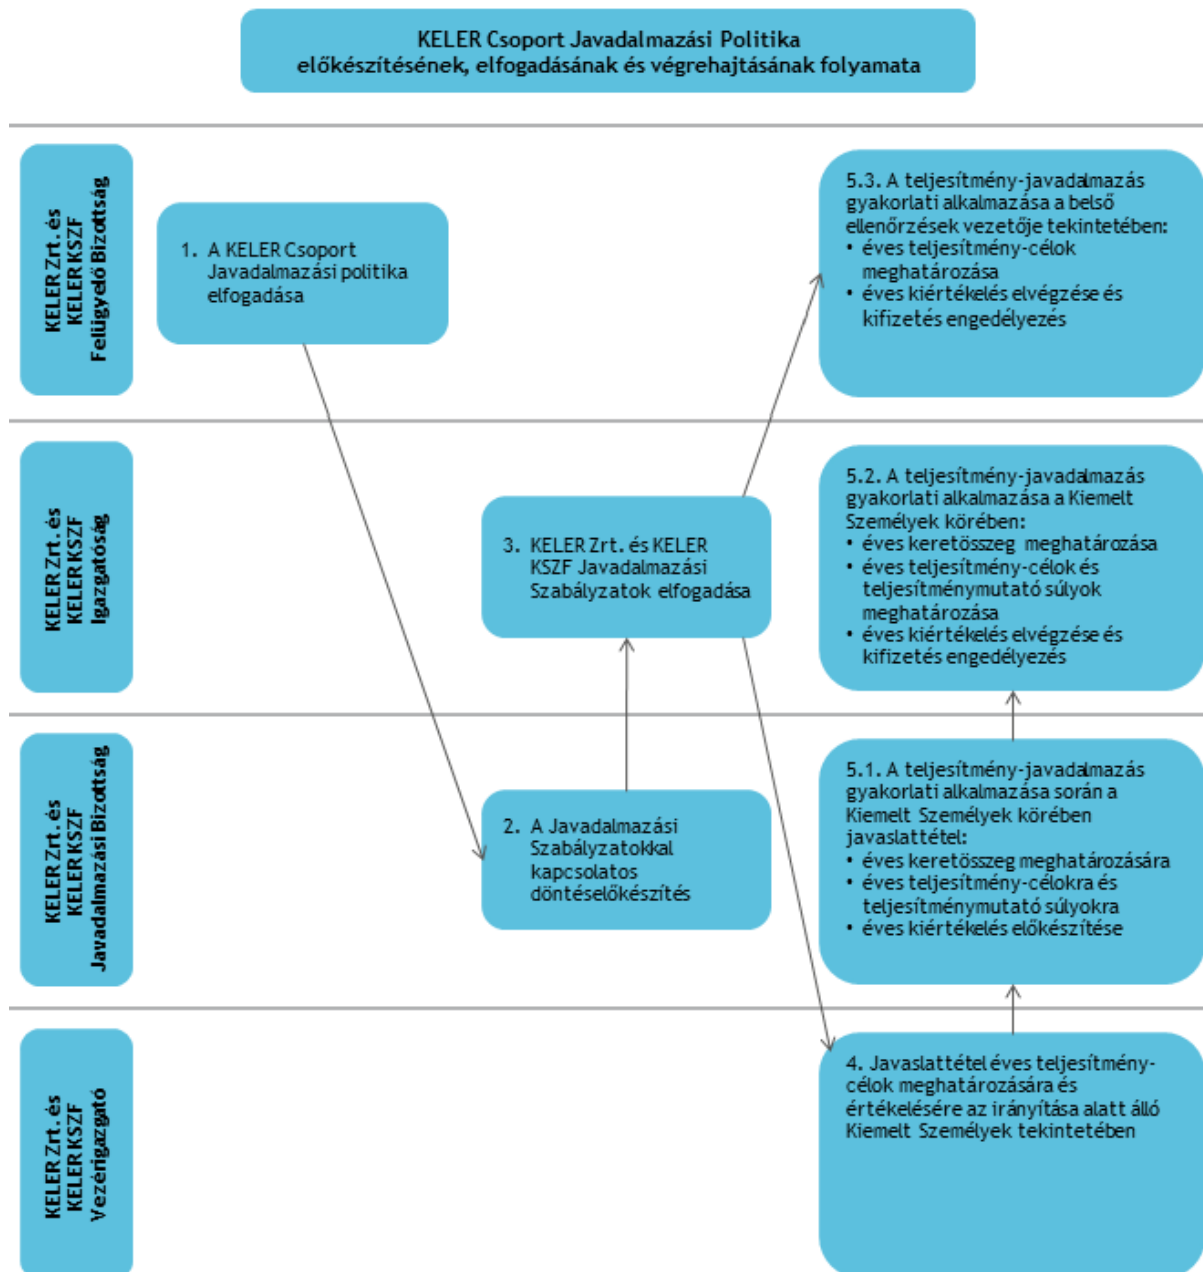 KELER Csoport Javadalmazási Politika
előkészítésének, elfogadásának és végrehajtásának folyamata
KELER Zrt. és
KELER KSZF
Felügyelő Bizottság
1. A KELER Csoport
Javadalmazási politika
elfogadása
5.3. A teljesítmény-javadalmazás
gyakorlati alkalmazása a belső
ellenőrzések vezetője tekintetében:
• éves teljesítmény-célok
meghatározása
• éves kiértékelés elvégzése és
kifizetés engedélyezés
KELER Zrt. és
KELER KSZF
Igazgatóság
3. KELER Zrt. és KELER
KSZF Javadalmazási
Szabályzatok elfogadása
5.2. A teljesítmény-javadalmazás
gyakorlati alkalmazása a Kiemelt
Személyek körében:
• éves keretösszeg meghatározása
• éves teljesítmény-célok és
teljesítménymutató súlyok
meghatározása
• éves kiértékelés elvégzése és
kifizetés engedélyezés
KELER Zrt. és
KELER KSZF
Javadalmazási Bizottság
2. A Javadalmazási
Szabályzatokkal
kapcsolatos
döntéselőkészítés
5.1. A teljesítmény-javadalmazás
gyakorlati alkalmazása során a
Kiemelt Személyek körében
javaslattétel:
• éves keretösszeg meghatározására
• éves teljesítmény-célokra és
teljesítménymutató súlyokra
• éves kiértékelés előkészítése
KELER Zrt. és
KELER KSZF
Vezérigazgató
4. Javaslattétel éves teljesítmény-
célok meghatározására és
értékelésére az irányítása alatt álló
Kiemelt Személyek tekintetében